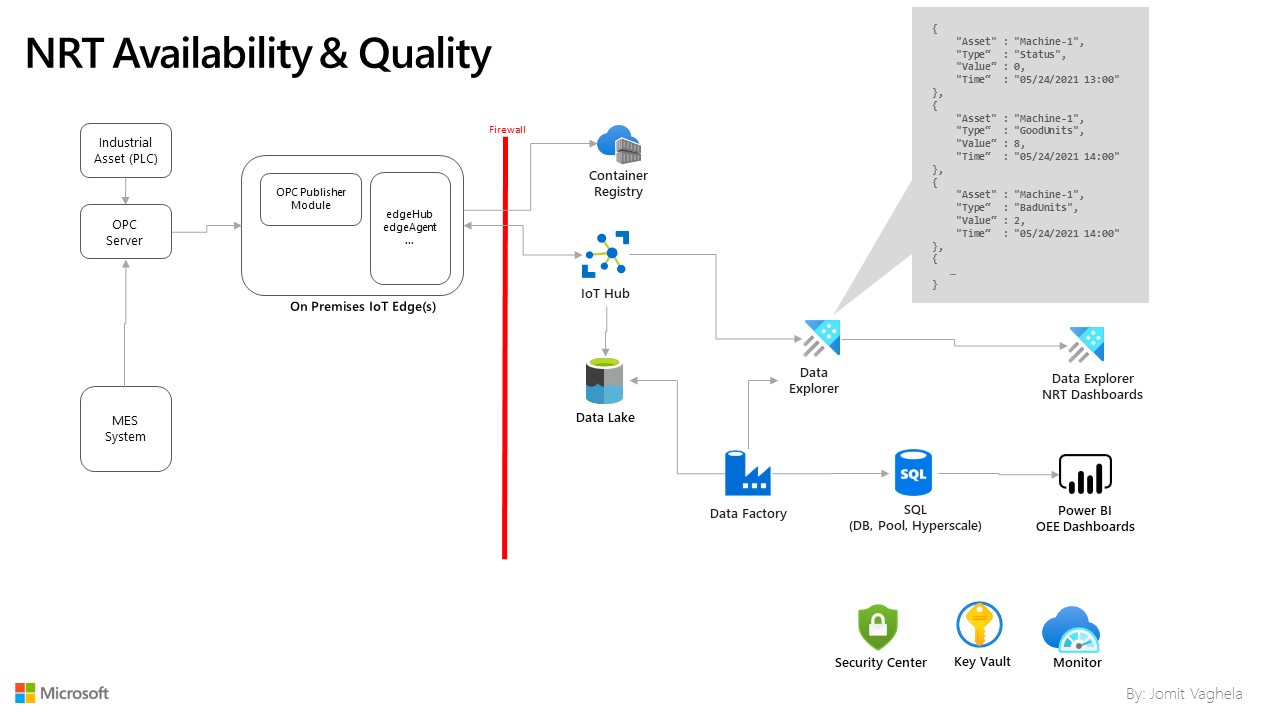 NRT Availability & Quality
{
"Asset" : "Machine-1",
"Type“ : "Status",
"Value“ : 0,
"Time“ : "05/24/2021 13:00"
},
{
"Asset" : "Machine-1",
"Type“ : "GoodUnits",
"Value“ : 8,
"Time“ : "05/24/2021 14:00"
},
{
"Asset" : "Machine-1",
"Type“ : "BadUnits",
"Value“ : 2,
"Time“ : "05/24/2021 14:00"
},
{
…
}
Industrial
Asset (PLC)
OPC
Server
MES
System
OPC Publisher
Module
edgeHub
edgeAgent
...
On Premises IoT Edge(s)
Firewall
Container
Registry
IoT Hub
Data Lake
Data
Explorer
Data Explorer
NRT Dashboards
Data Factory
SQL
SQL
(DB, Pool, Hyperscale)
Power BI
OEE Dashboards
Security Center
Key Vault
Monitor
Microsoft
By: Jomit Vaghela